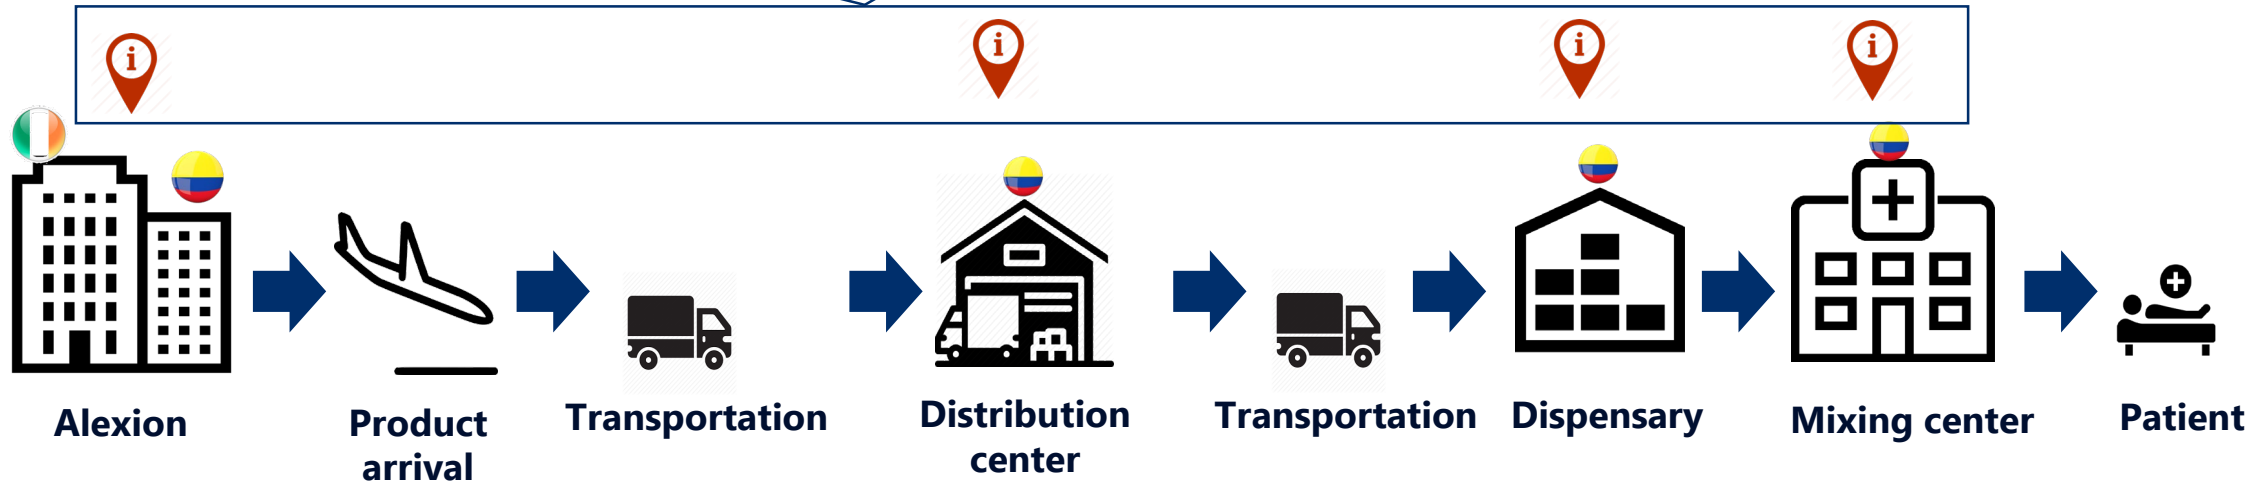 i
i
i
i
Alexion
Product
arrival
Transportation
Distribution
center
Transportation
Dispensary
Mixing center
Patient